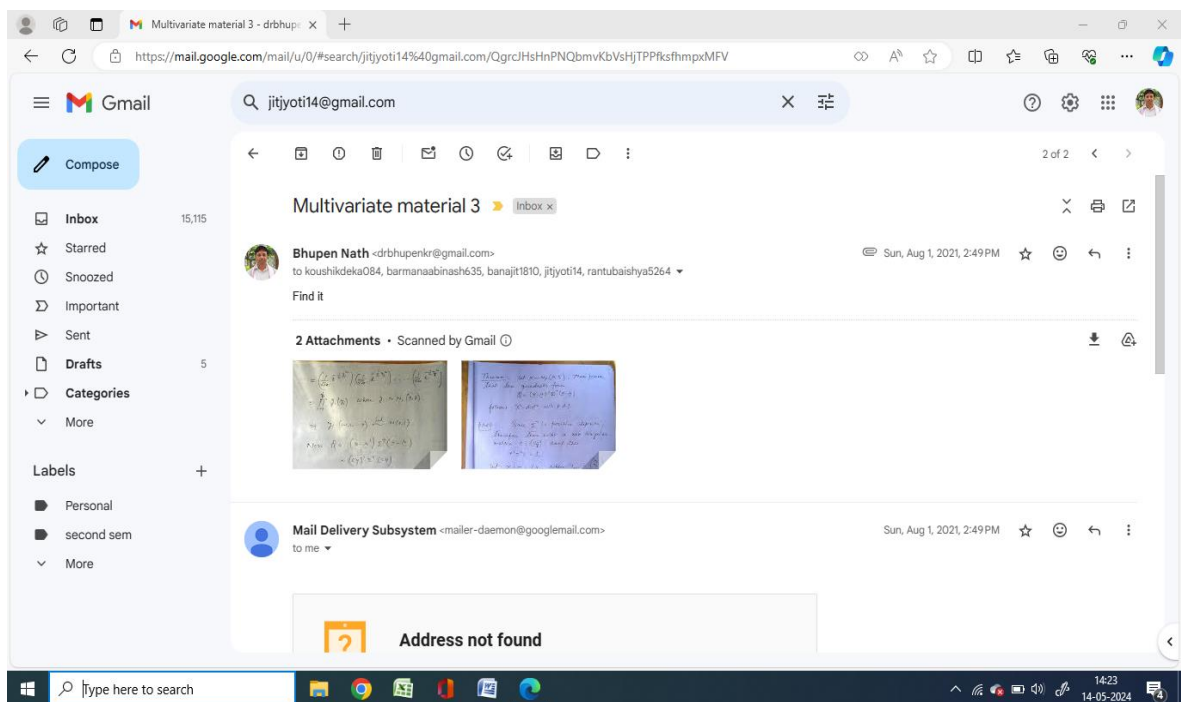 Multivariate material 3 - drbhupe
https://mail.google.com/mail/u/0/#search/jitjyoti14%40gmail.com/QgrcJHsHnPNQbmvKbVsHjTPPfksfhmpxMFV
Gmail
jitjyoti14@gmail.com
Compose
2 of 2
Multivariate material 3
Inbox x
Inbox 15,115
Starred
Snoozed
Important
Sent
Drafts 5
Categories
More
Labels +
Personal
second sem
More
Bhupen Nath <drbhupenkr@gmail.com>
Sun, Aug 1, 2021, 2:49 PM
to koushikdeka084, barmanaabinash635, banajit1810, jitjyoti14, rantubaishya5264
Find it
2 Attachments • Scanned by Gmail
Mail Delivery Subsystem <mailer-daemon@googlemail.com>
Sun, Aug 1, 2021, 2:49 PM
to me
?
Address not found
Type here to search
14:23
14-05-2024
4